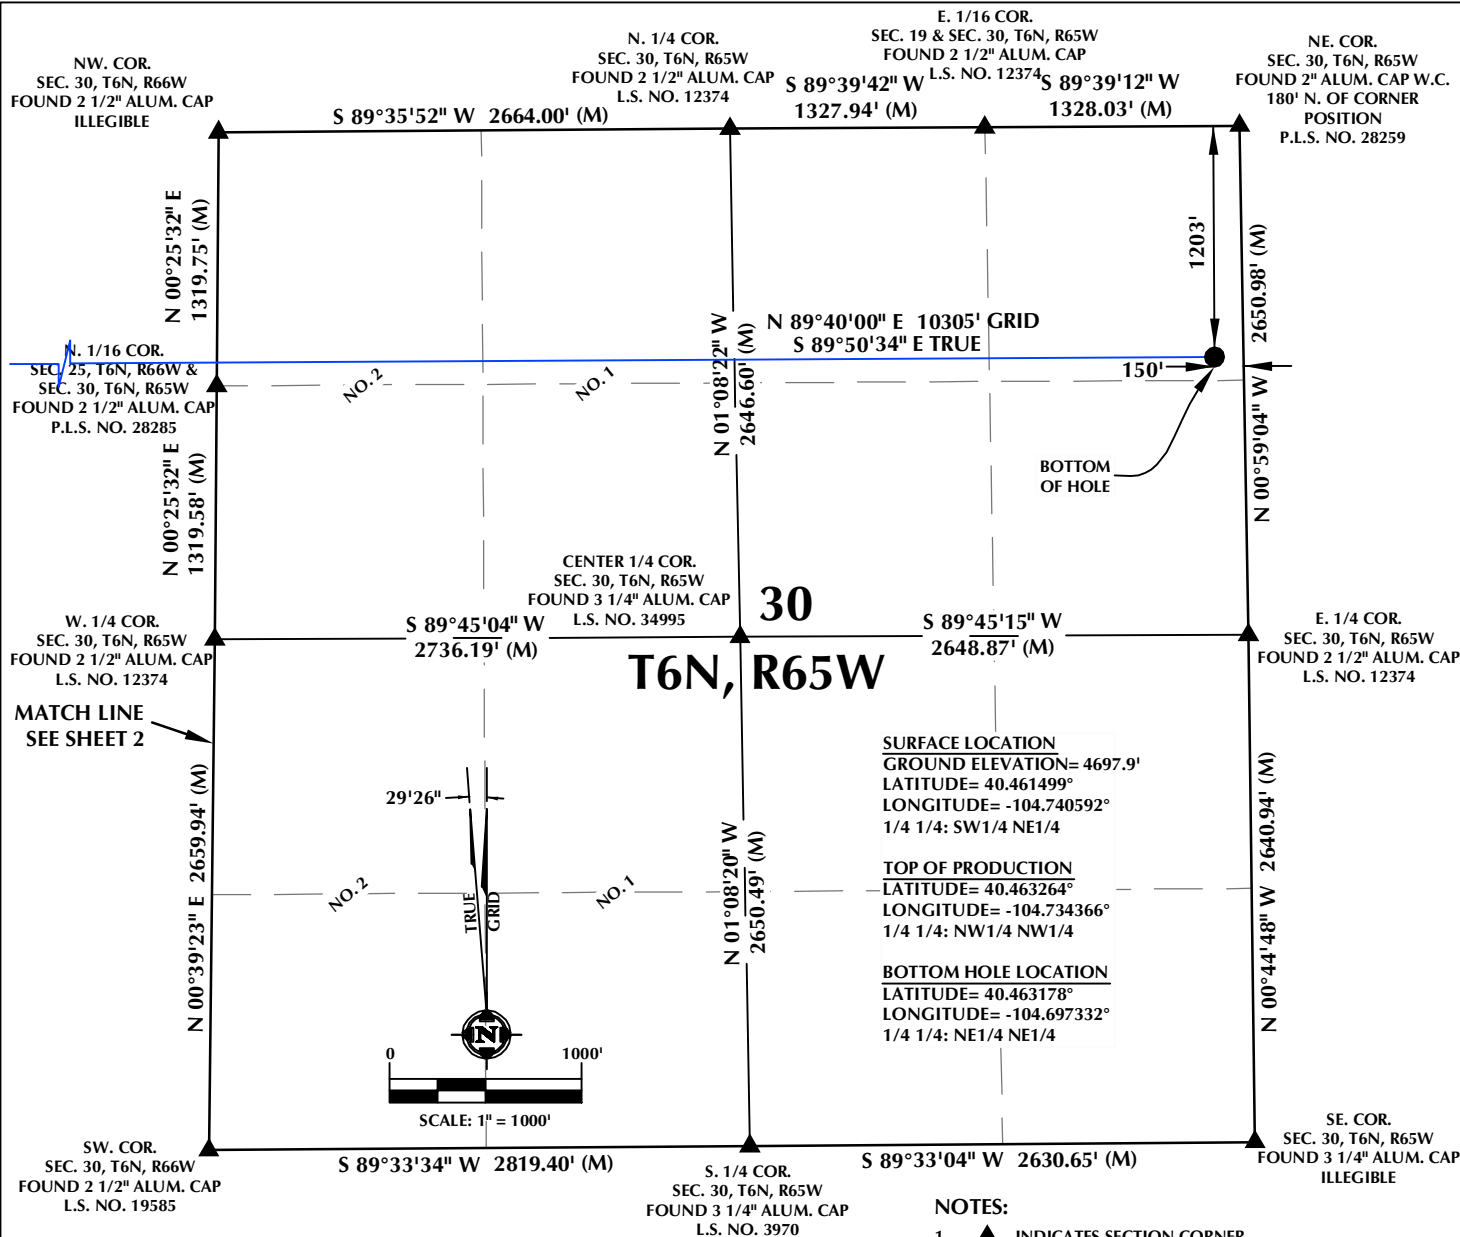 NW. COR.
SEC. 30, T6N, R66W
FOUND 2 1/2" ALUM. CAP
ILLEGIBLE
N. 1/4 COR.
SEC. 30, T6N, R65W
FOUND 2 1/2" ALUM. CAP
L.S. NO. 12374
E. 1/16 COR.
SEC. 19 & SEC. 30, T6N, R65W
FOUND 2 1/2" ALUM. CAP
L.S. NO. 12374
NE. COR.
SEC. 30, T6N, R65W
FOUND 2" ALUM. CAP W.C.
180' N. OF CORNER
POSITION
P.L.S. NO. 28259
S 89°35'52" W 2664.00' (M)
S 89°39'42" W
1327.94' (M)
S 89°39'12" W
1328.03' (M)
N 00°25'32" E
1319.75' (M)
1203'
2650.98' (M)
N 00°59'04" W
N 89°40'00" E 10305' GRID
S 89°50'34" E TRUE
N 01°08'22" W
2646.60' (M)
150'
BOTTOM
OF HOLE
N. 1/16 COR.
SEC. 25, T6N, R66W &
SEC. 30, T6N, R65W
FOUND 2 1/2" ALUM. CAP
P.L.S. NO. 28285
NO. 2
NO. 1
N 00°25'32" E
1319.58' (M)
CENTER 1/4 COR.
SEC. 30, T6N, R65W
FOUND 3 1/4" ALUM. CAP
L.S. NO. 34995
30
T6N, R65W
W. 1/4 COR.
SEC. 30, T6N, R65W
FOUND 2 1/2" ALUM. CAP
L.S. NO. 12374
S 89°45'04" W
2736.19' (M)
S 89°45'15" W
2648.87' (M)
E. 1/4 COR.
SEC. 30, T6N, R65W
FOUND 2 1/2" ALUM. CAP
L.S. NO. 12374
MATCH LINE
SEE SHEET 2
N 00°39'23" E 2659.94' (M)
29'26"
TRUE
GRID
N
NO. 2
NO. 1
N 01°08'20" W
2650.49' (M)
SURFACE LOCATION
GROUND ELEVATION= 4697.9'
LATITUDE= 40.461499°
LONGITUDE= -104.740592°
1/4 1/4: SW1/4 NE1/4
TOP OF PRODUCTION
LATITUDE= 40.463264°
LONGITUDE= -104.734366°
1/4 1/4: NW1/4 NW1/4
BOTTOM HOLE LOCATION
LATITUDE= 40.463178°
LONGITUDE= -104.697332°
1/4 1/4: NE1/4 NE1/4
N 00°44'48" W 2640.94' (M)
0 1000'
SCALE: 1" = 1000'
SW. COR.
SEC. 30, T6N, R66W
FOUND 2 1/2" ALUM. CAP
L.S. NO. 19585
S 89°33'34" W 2819.40' (M)
S. 1/4 COR.
SEC. 30, T6N, R65W
FOUND 3 1/4" ALUM. CAP
L.S. NO. 3970
S 89°33'04" W 2630.65' (M)
SE. COR.
SEC. 30, T6N, R65W
FOUND 3 1/4" ALUM. CAP
ILLEGIBLE
NOTES:
1. INDICATES SECTION CORNER